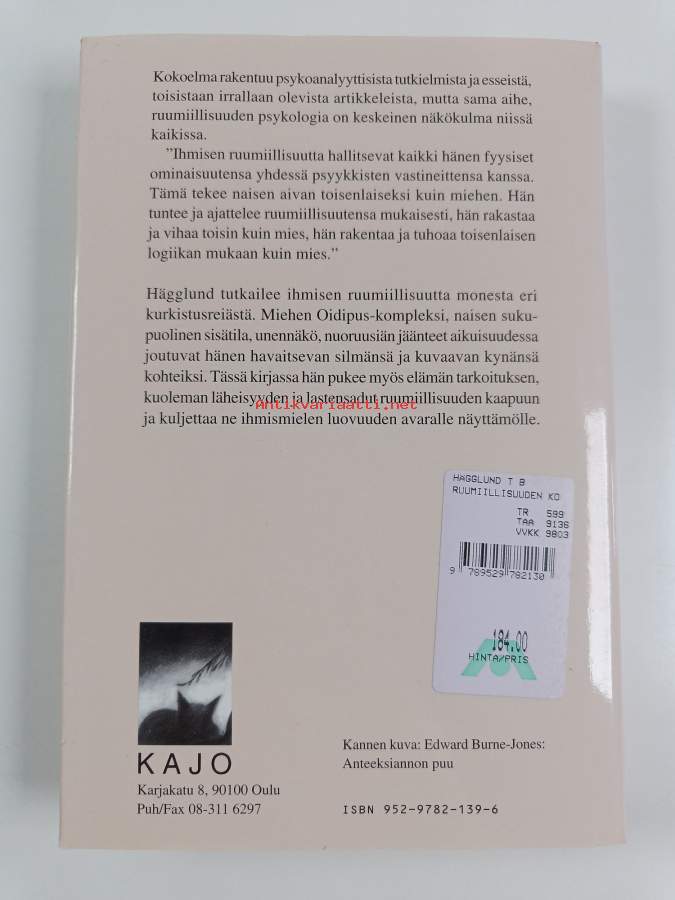 Kokoelma rakentuu psykoanalyyttisista tutkielmista ja esseistä,
toisistaan irrallaan olevista artikkeleista, mutta sama aihe,
ruumiillisuuden psykologia on keskeinen näkökulma niissä
kaikissa.
”Ihmisen ruumiillisuutta hallitsevat kaikki hänen fyysiset
ominaisuutensa yhdessä psyykkisten vastineittensa kanssa.
Tämä tekee naisen aivan toisenlaiseksi kuin miehen. Hän
tuntee ja ajattelee ruumiillisuutensa mukaisesti, hän rakastaa
ja vihaa toisin kuin mies, hän rakentaa ja tuhoaa toisenlaisen
logiikan mukaan kuin mies.”
Hägglund tutkailee ihmisen ruumiillisuutta monesta eri
kurkistusreiästä. Miehen Oidipus-kompleksi, naisen suku-
puolinen sisätila, unennäkö, nuoruusiän jäänteet aikuisuudessa
joutuvat hänen havaitsevan silmänsä ja kuvaavan kynänsä
kohteiksi. Tässä kirjassa hän pukee myös elämän tarkoituksen,
kuoleman läheisyyden ja lastensadut ruumiillisuuden kaapuun
Antikvariaatti.net
ja kuljettaa ne ihmismielen luovuuden avaralle näyttämölle.
HÄGGLUND T B
RUUMIILLISUUDEN KO
TR 599
TAA 9136
VVKK 9803
9 789529 782130
184.00
HINTA/PRIS
KAJO
Karjakatu 8, 90100 Oulu
Puh/Fax 08-311 6297
Kannen kuva: Edward Burne-Jones:
Anteeksiannon puu
ISBN 952-9782-139-6